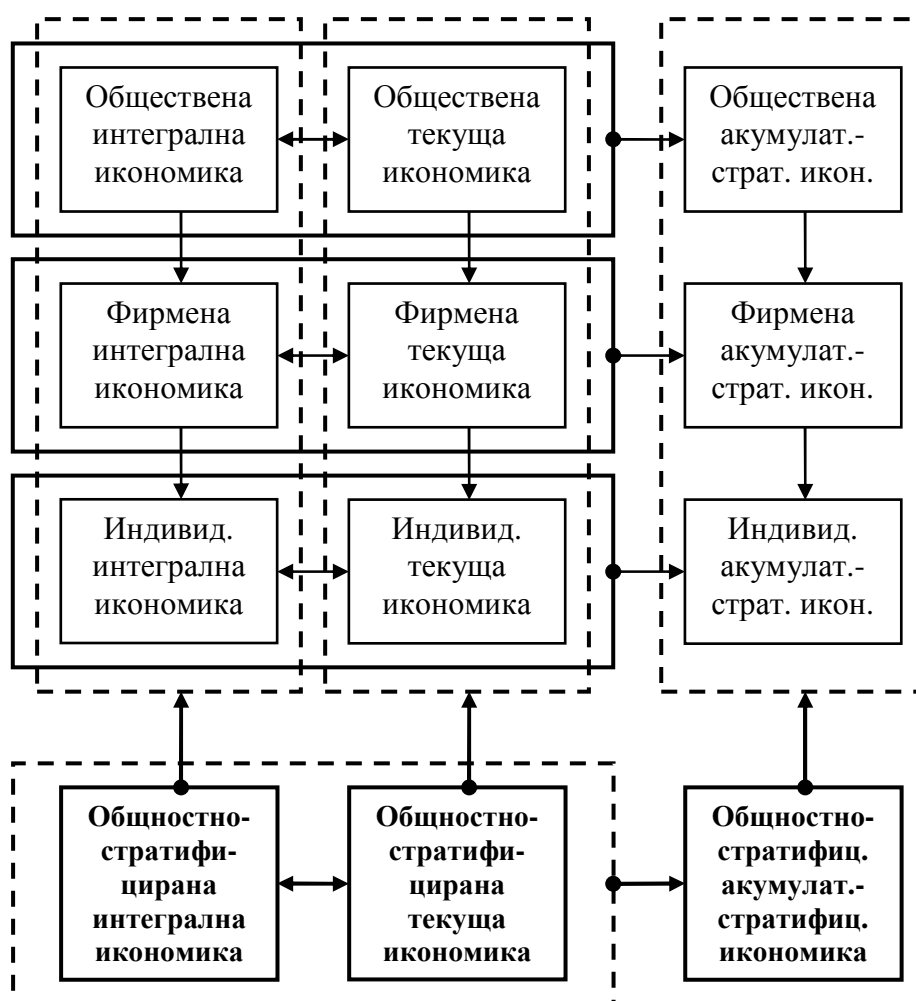 Обществена
интегрална
икономика
Обществена
текуща
икономика
Обществена
акумулат.-
страт. икон.
Фирмена
интегрална
икономика
Фирмена
текуща
икономика
Фирмена
акумулат.-
страт. икон.
Индивид.
интегрална
икономика
Индивид.
текуща
икономика
Индивид.
акумулат.-
страт. икон.
Общностно-
стратифи-
цирана
интегрална
икономика
Общностно-
стратифи-
цирана
текуща
икономика
Общностно-
стратифиц.
акумулат.-
стратифиц.
икономика